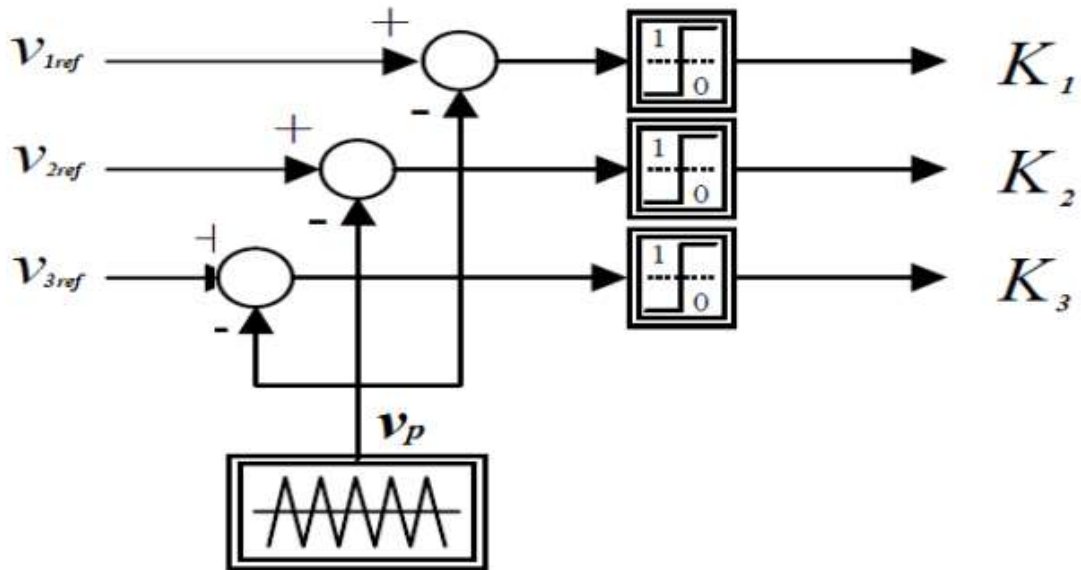 v1ref + - 1 0 K1
v2ref + - 1 0 K2
v3ref + - 1 0 K3
vp